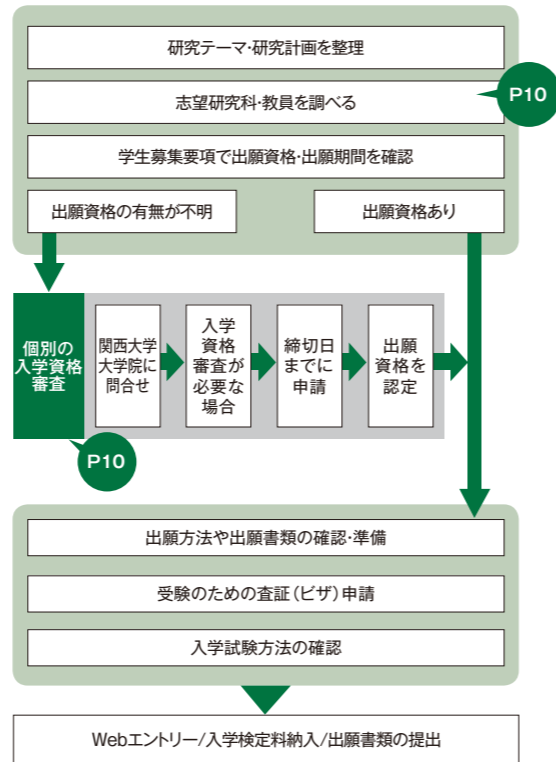 研究テーマ・研究計画を整理
志望研究科・教員を調べる
P10
学生募集要項で出願資格・出願期間を確認
出願資格の有無が不明
出願資格あり
個別の
入学資格
審査
関西大学
大学院に
問合せ
入学
資格
審査が
必要な
場合
締切日
までに
申請
出願
資格を
認定
P10
出願方法や出願書類の確認・準備
受験のための査証（ビザ）申請
入学試験方法の確認
Webエントリー/入学検定料納入/出願書類の提出